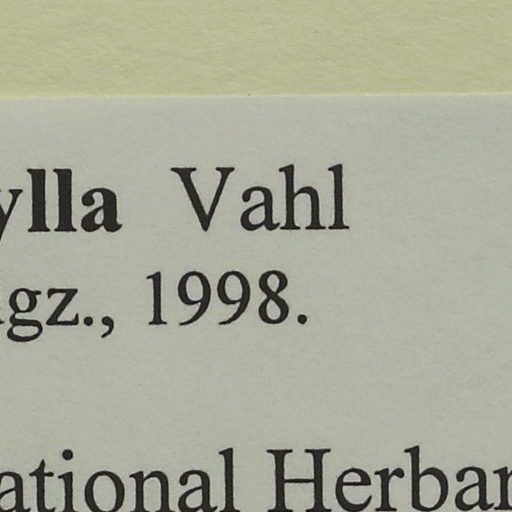 ylla Vahl
gz., 1998.
ational Herbar